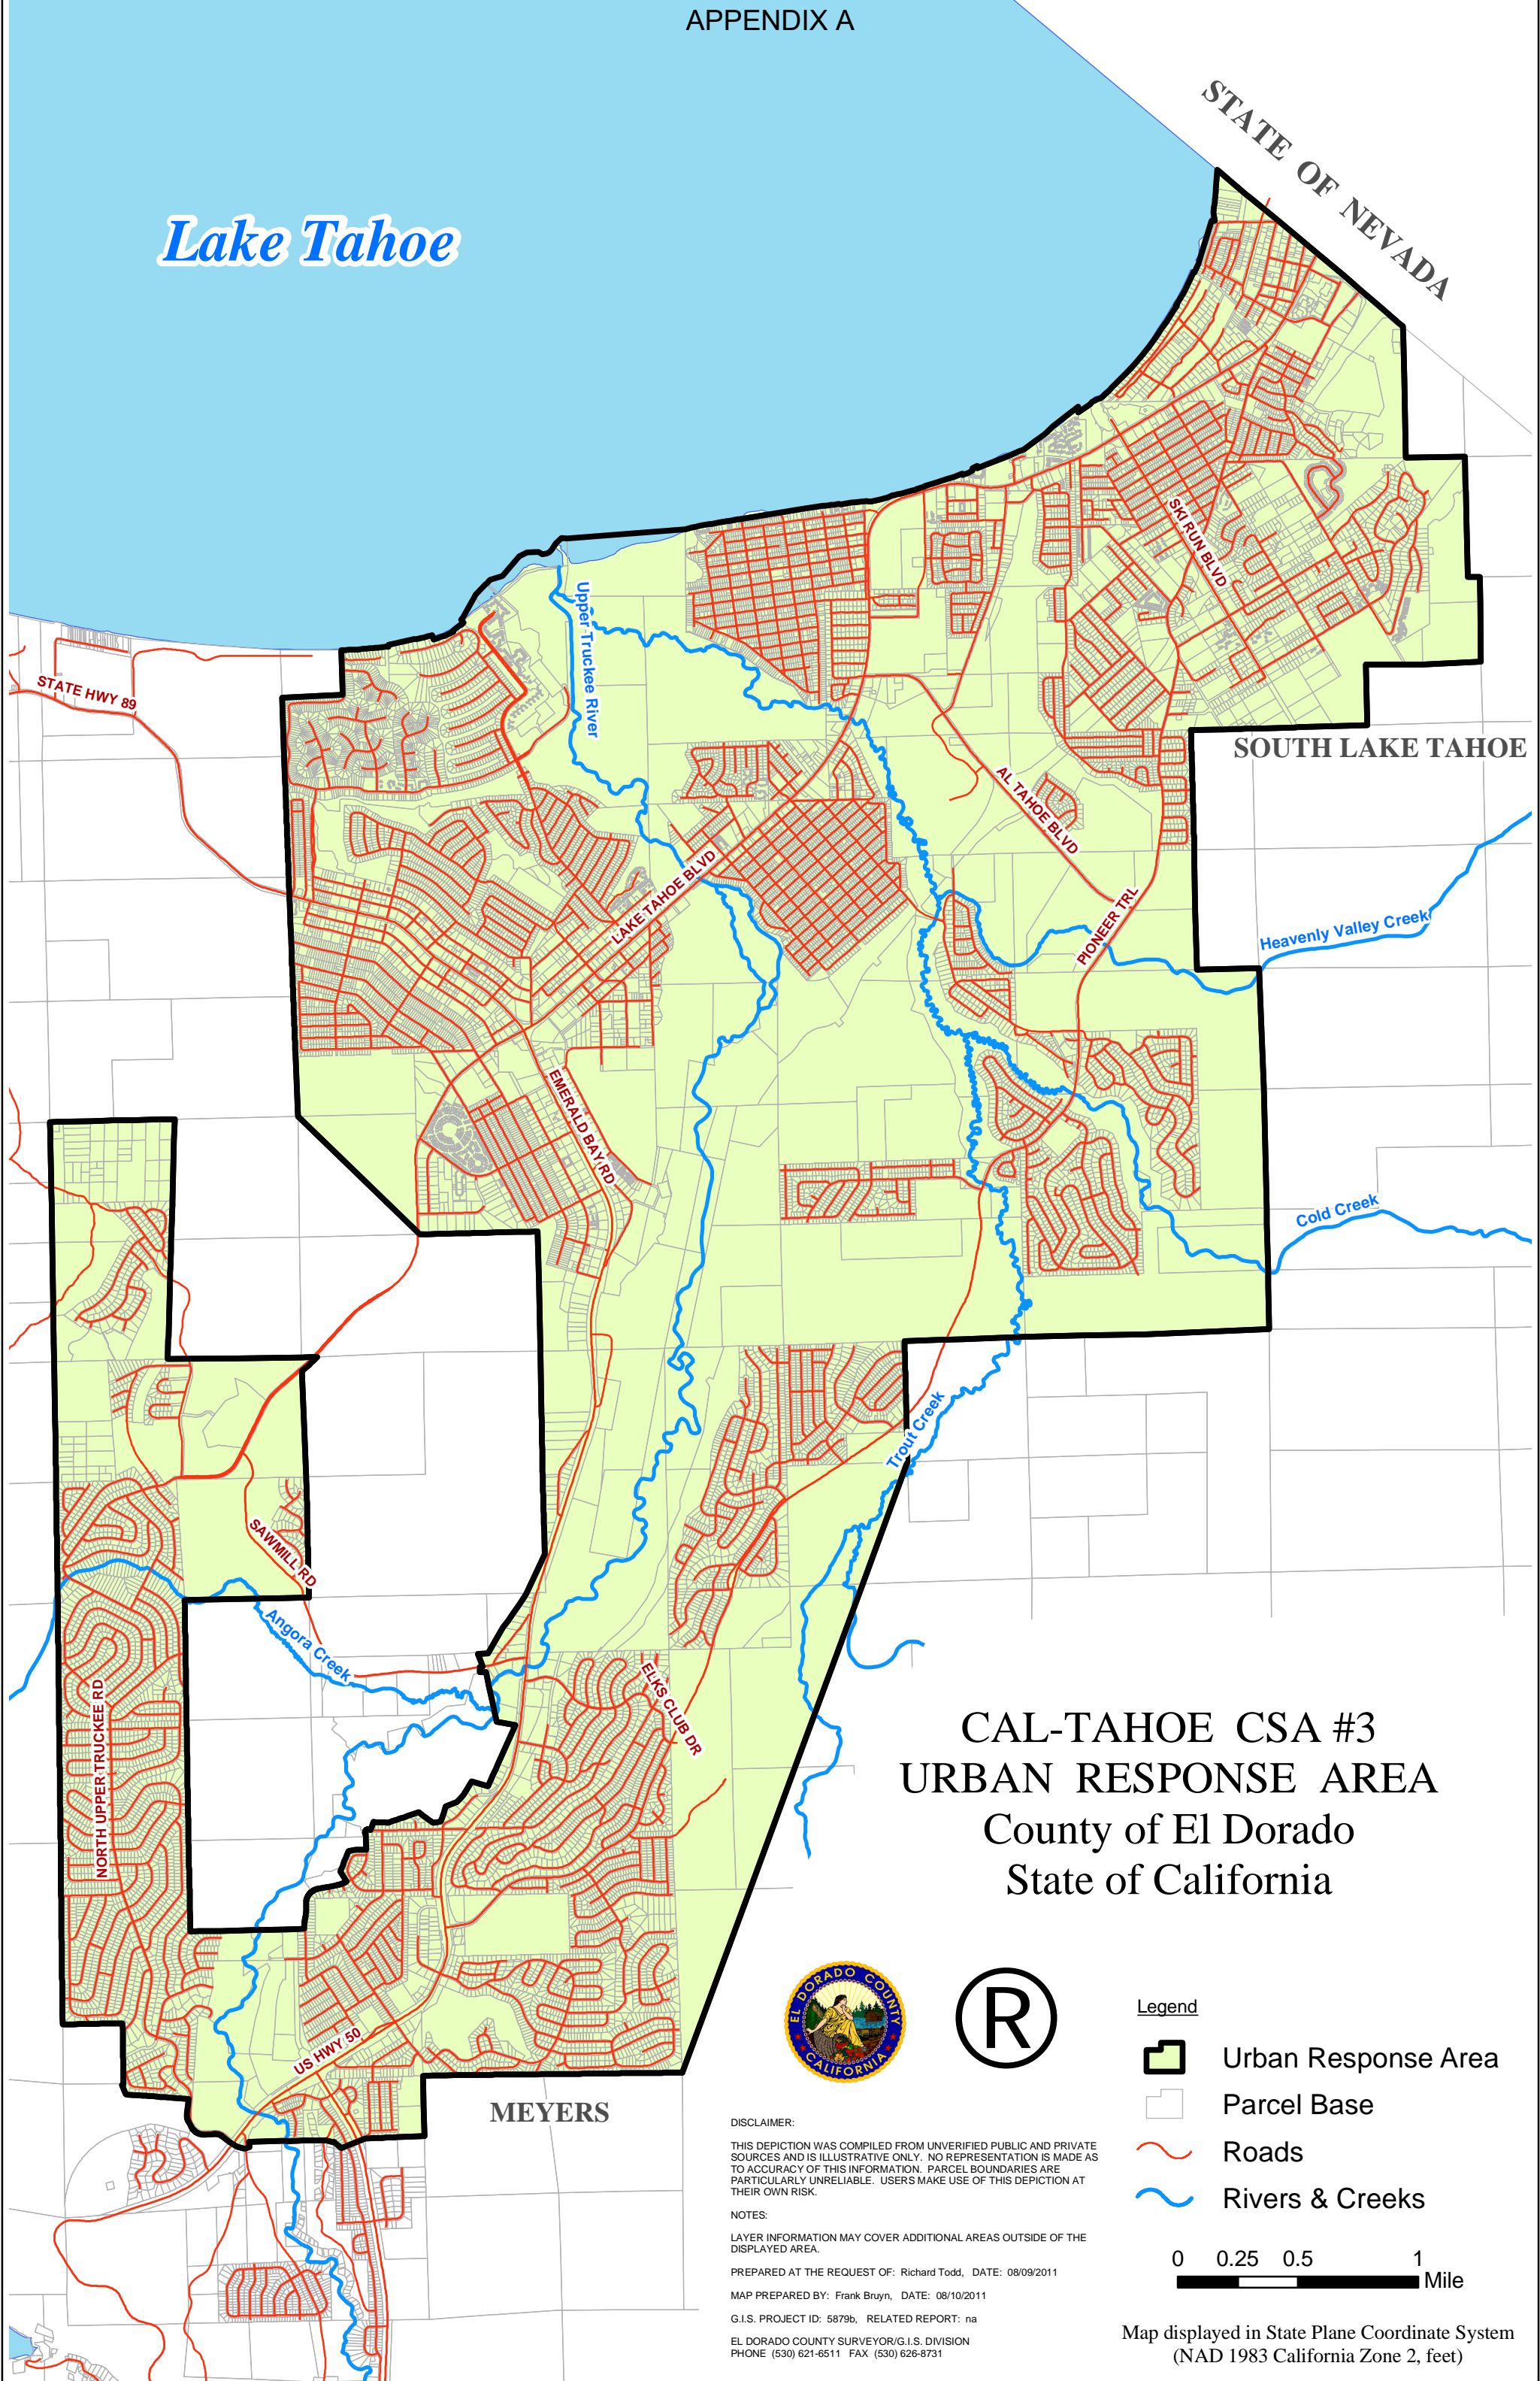 APPENDIX A
STATE OF NEVADA
Lake Tahoe
SKI RUN BLVD
Upper Truckee River
STATE HWY 89
SOUTH LAKE TAHOE
AL TAHOE BLVD
LAKE TAHOE BLVD
PIONEER TRL
Heavenly Valley Creek
EMERALD BAY RD
Cold Creek
Trout Creek
SAWMILL RD
Angora Creek
ELKS CLUB DR
NORTH UPPER TRUCKEE RD
CAL-TAHOE CSA #3
URBAN RESPONSE AREA
County of El Dorado
State of California
EL DORADO COUNTY
CALIFORNIA
®
US HWY 50
MEYERS
Legend
Urban Response Area
Parcel Base
Roads
Rivers & Creeks
0 0.25 0.5 1
Mile
Map displayed in State Plane Coordinate System
(NAD 1983 California Zone 2, feet)
DISCLAIMER:
THIS DEPICTION WAS COMPILED FROM UNVERIFIED PUBLIC AND PRIVATE
SOURCES AND IS ILLUSTRATIVE ONLY. NO REPRESENTATION IS MADE AS
TO ACCURACY OF THIS INFORMATION. PARCEL BOUNDARIES ARE
PARTICULARLY UNRELIABLE. USERS MAKE USE OF THIS DEPICTION AT
THEIR OWN RISK.
NOTES:
LAYER INFORMATION MAY COVER ADDITIONAL AREAS OUTSIDE OF THE
DISPLAYED AREA.
PREPARED AT THE REQUEST OF: Richard Todd, DATE: 08/09/2011
MAP PREPARED BY: Frank Bruyn, DATE: 08/10/2011
G.I.S. PROJECT ID: 5879b, RELATED REPORT: na
EL DORADO COUNTY SURVEYOR/G.I.S. DIVISION
PHONE (530) 621-6511 FAX (530) 626-8731